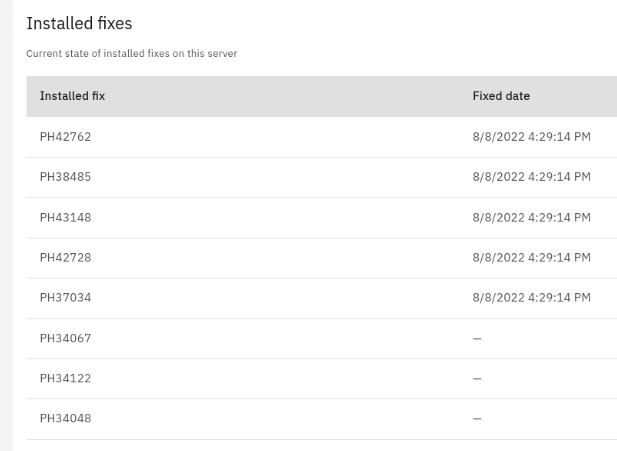 Installed fixes
Current state of installed fixes on this server
Installed fix Fixed date
PH42762 8/8/2022 4:29:14 PM
PH38485 8/8/2022 4:29:14 PM
PH43148 8/8/2022 4:29:14 PM
PH42728 8/8/2022 4:29:14 PM
PH37034 8/8/2022 4:29:14 PM
PH34067 —
PH34122 —
PH34048 —